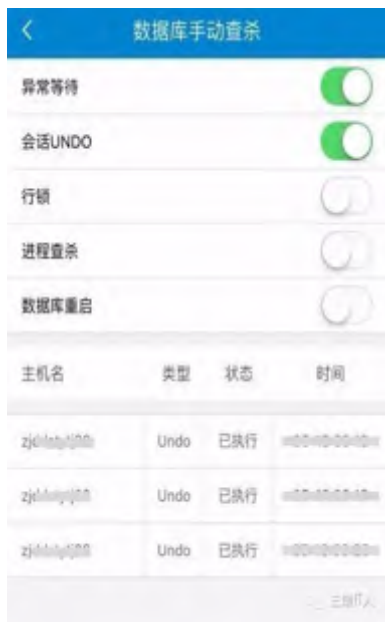 数据库手动查杀
异常等待
会话UNDO
行锁
进程查杀
数据库重启
主机名 类型 状态 时间
Undo 已执行
Undo 已执行
Undo 已执行